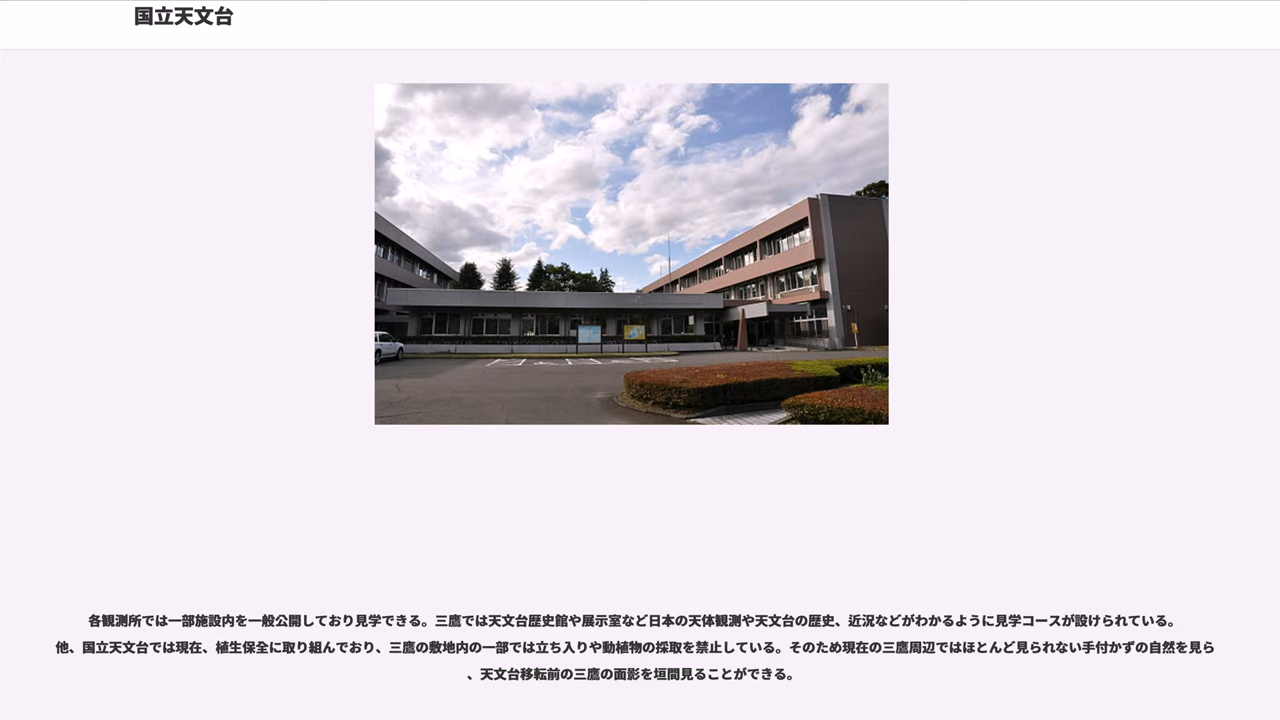 国立天文台
各観測所では一部施設内を一般公開しており見学できる。三鷹では天文台歴史館や展示室など日本の天体観測や天文台の歴史、近況などがわかるように見学コースが設けられている。
他、国立天文台では現在、植生保全に取り組んでおり、三鷹の敷地内の一部では立ち入りや動植物の採取を禁止している。そのため現在の三鷹周辺ではほとんど見られない手付かずの自然を見ら
、天文台移転前の三鷹の面影を垣間見ることができる。